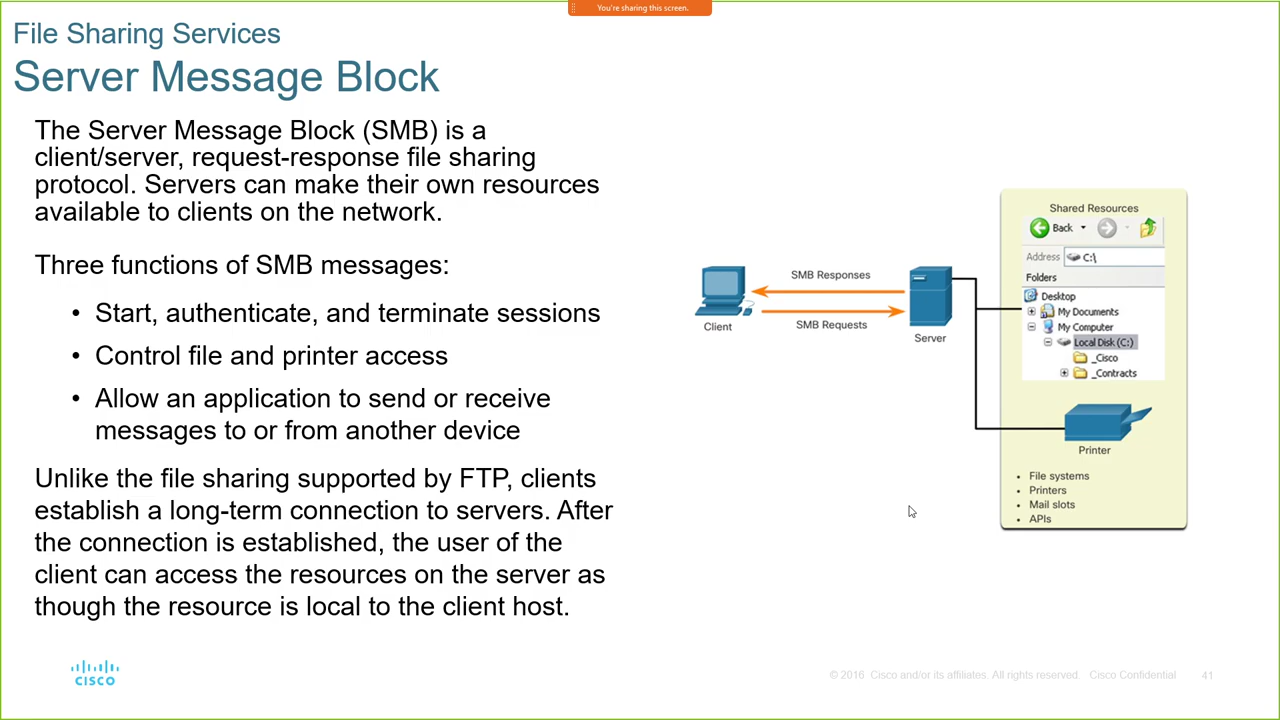 You're sharing this screen.
File Sharing Services
Server Message Block
The Server Message Block (SMB) is a
client/server, request-response file sharing
protocol. Servers can make their own resources
available to clients on the network.
Three functions of SMB messages:
• Start, authenticate, and terminate sessions
• Control file and printer access
• Allow an application to send or receive
messages to or from another device
Unlike the file sharing supported by FTP, clients
establish a long-term connection to servers. After
the connection is established, the user of the
client can access the resources on the server as
though the resource is local to the client host.
SMB Responses
SMB Requests
Client
Server
Shared Resources
Back
Address C:\
Folders
Desktop
My Documents
My Computer
Local Disk (C:)
_Cisco
_Contracts
Printer
• File systems
• Printers
• Mail slots
• APIs
CISCO
© 2016 Cisco and/or its affiliates. All rights reserved. Cisco Confidential 41